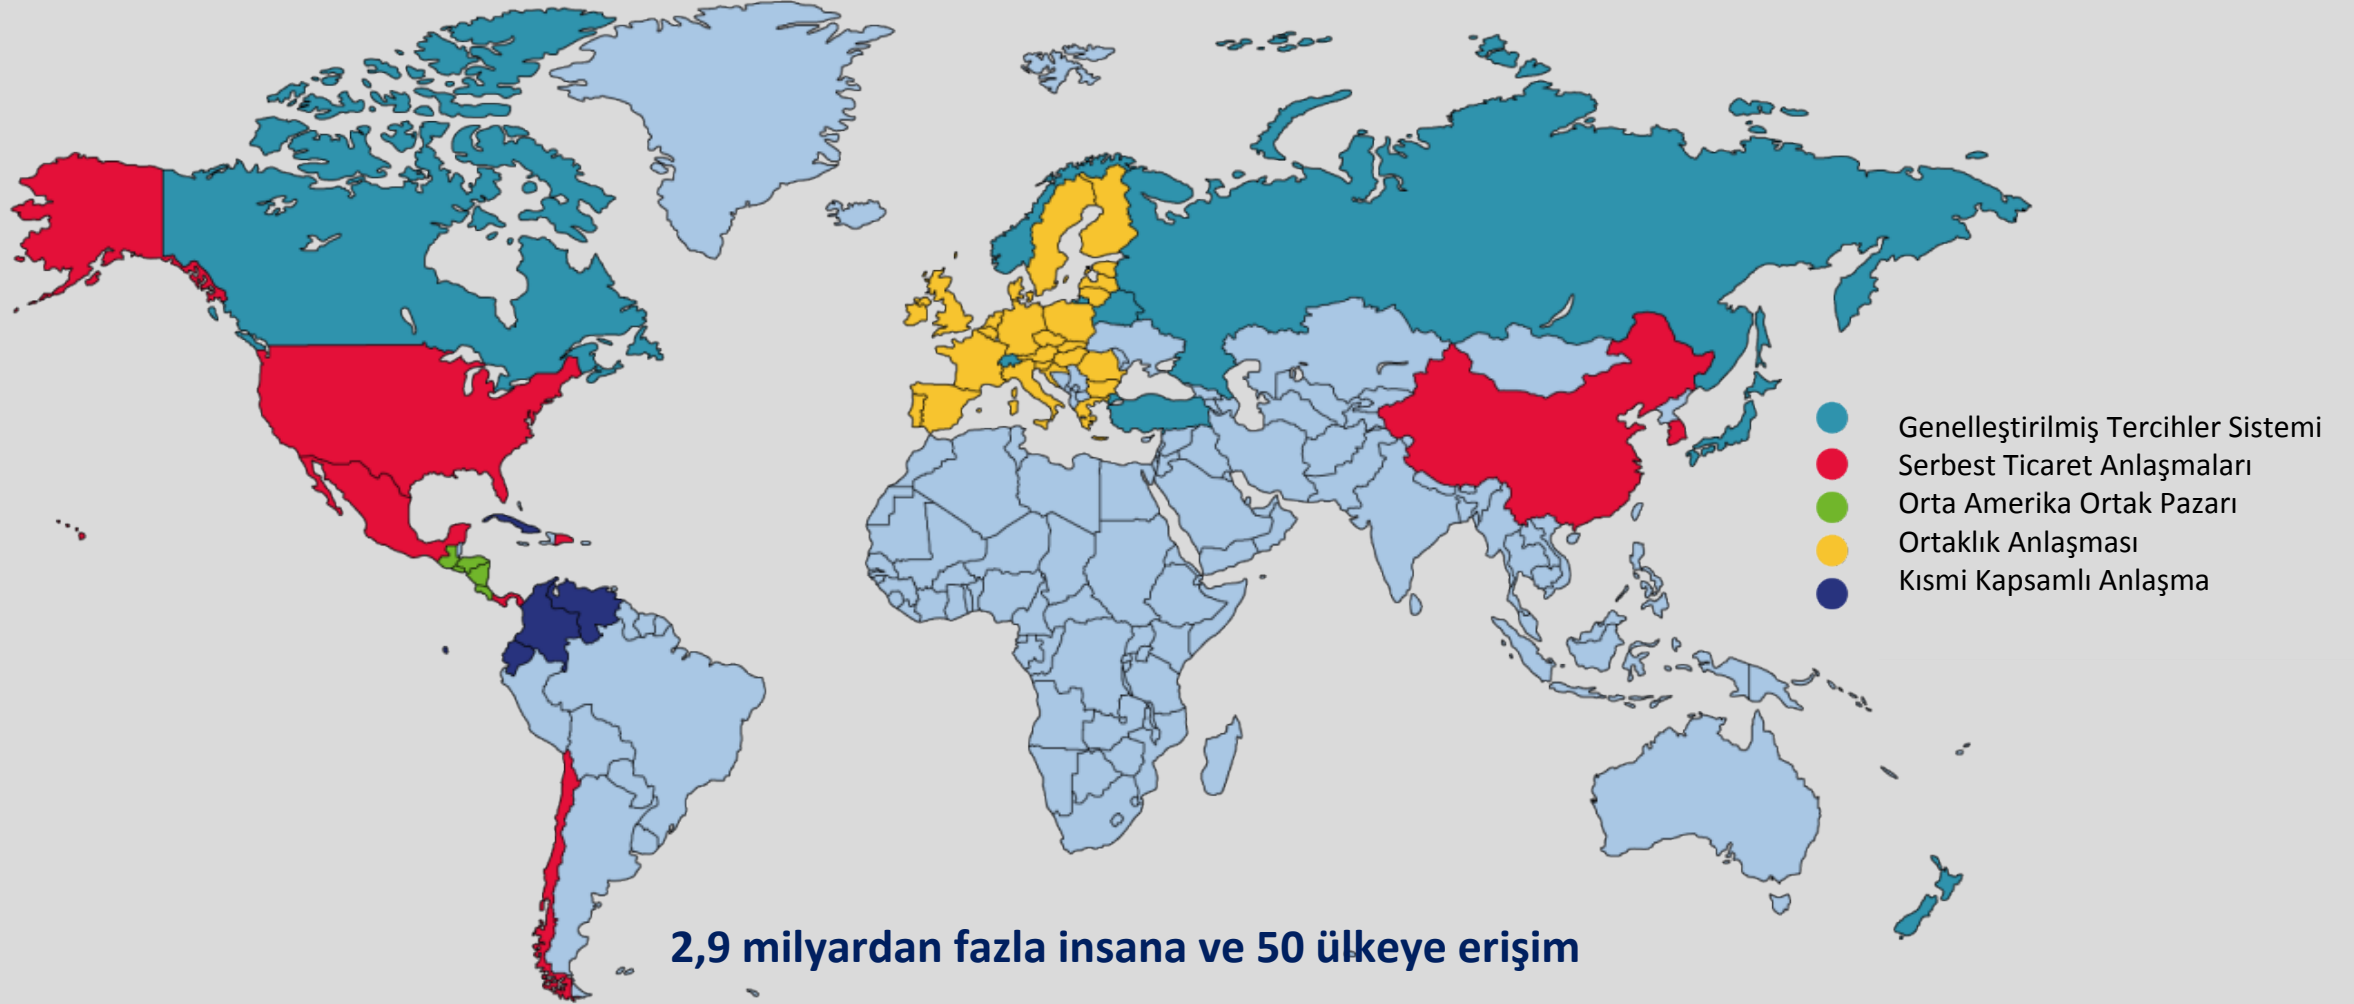 Genelleştirilmiş Tercihler Sistemi
Serbest Ticaret Anlaşmaları
Orta Amerika Ortak Pazarı
Ortaklık Anlaşması
Kısmi Kapsamlı Anlaşma
2,9 milyardan fazla insana ve 50 ülkeye erişim